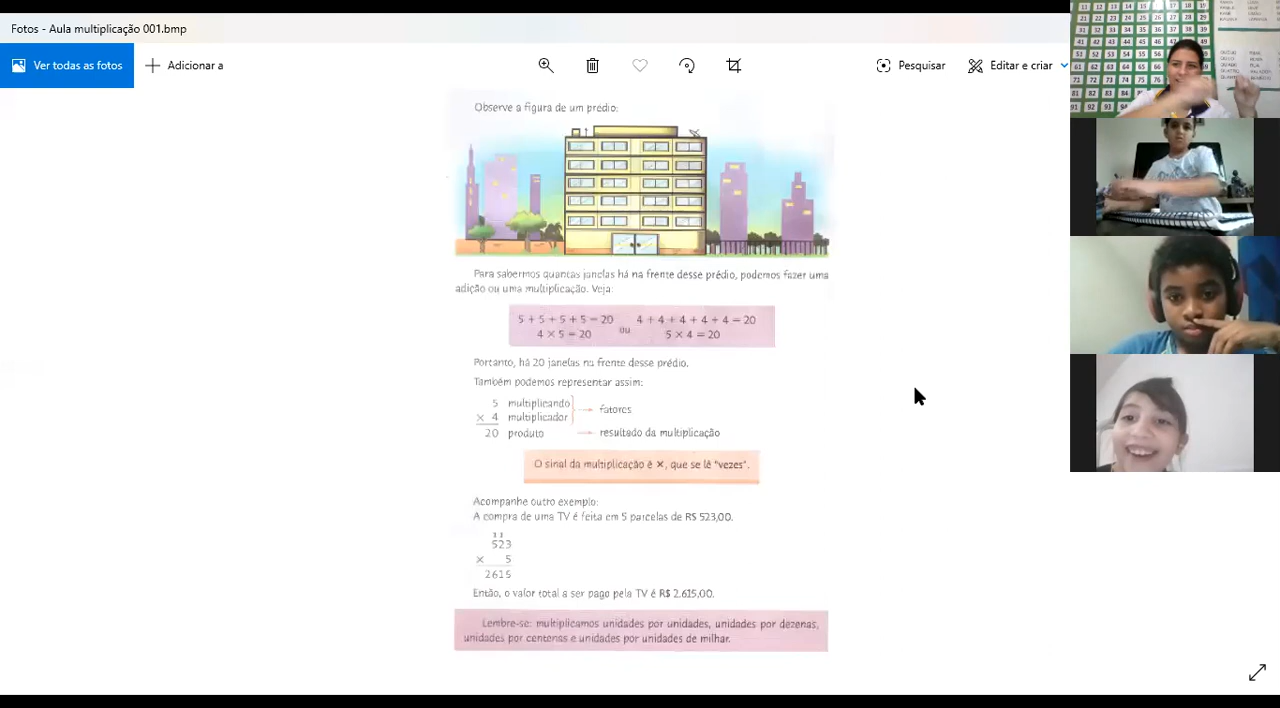 Fotos - Aula multiplicação 001.bmp
Ver todas as fotos
Adicionar a
Pesquisar
Editar e criar
Observe a figura de um prédio:
Para sabermos quantas janelas há na frente desse prédio, podemos fazer uma
adição ou uma multiplicação. Veja:
5 + 5 + 5 + 5 = 20 ou 4 + 4 + 4 + 4 + 4 = 20
4 × 5 = 20 5 × 4 = 20
Portanto, há 20 janelas na frente desse prédio.
Também podemos representar assim:
5 multiplicando
× 4 multiplicador → fatores
20 produto → resultado da multiplicação
O sinal da multiplicação é ×, que se lê "vezes".
Acompanhe outro exemplo:
A compra de uma TV é feita em 5 parcelas de R$ 523,00.
1 1
523
× 5
2615
Então, o valor total a ser pago pela TV é R$ 2.615,00.
Lembre-se: multiplicamos unidades por unidades, unidades por dezenas,
unidades por centenas e unidades por unidades de milhar.